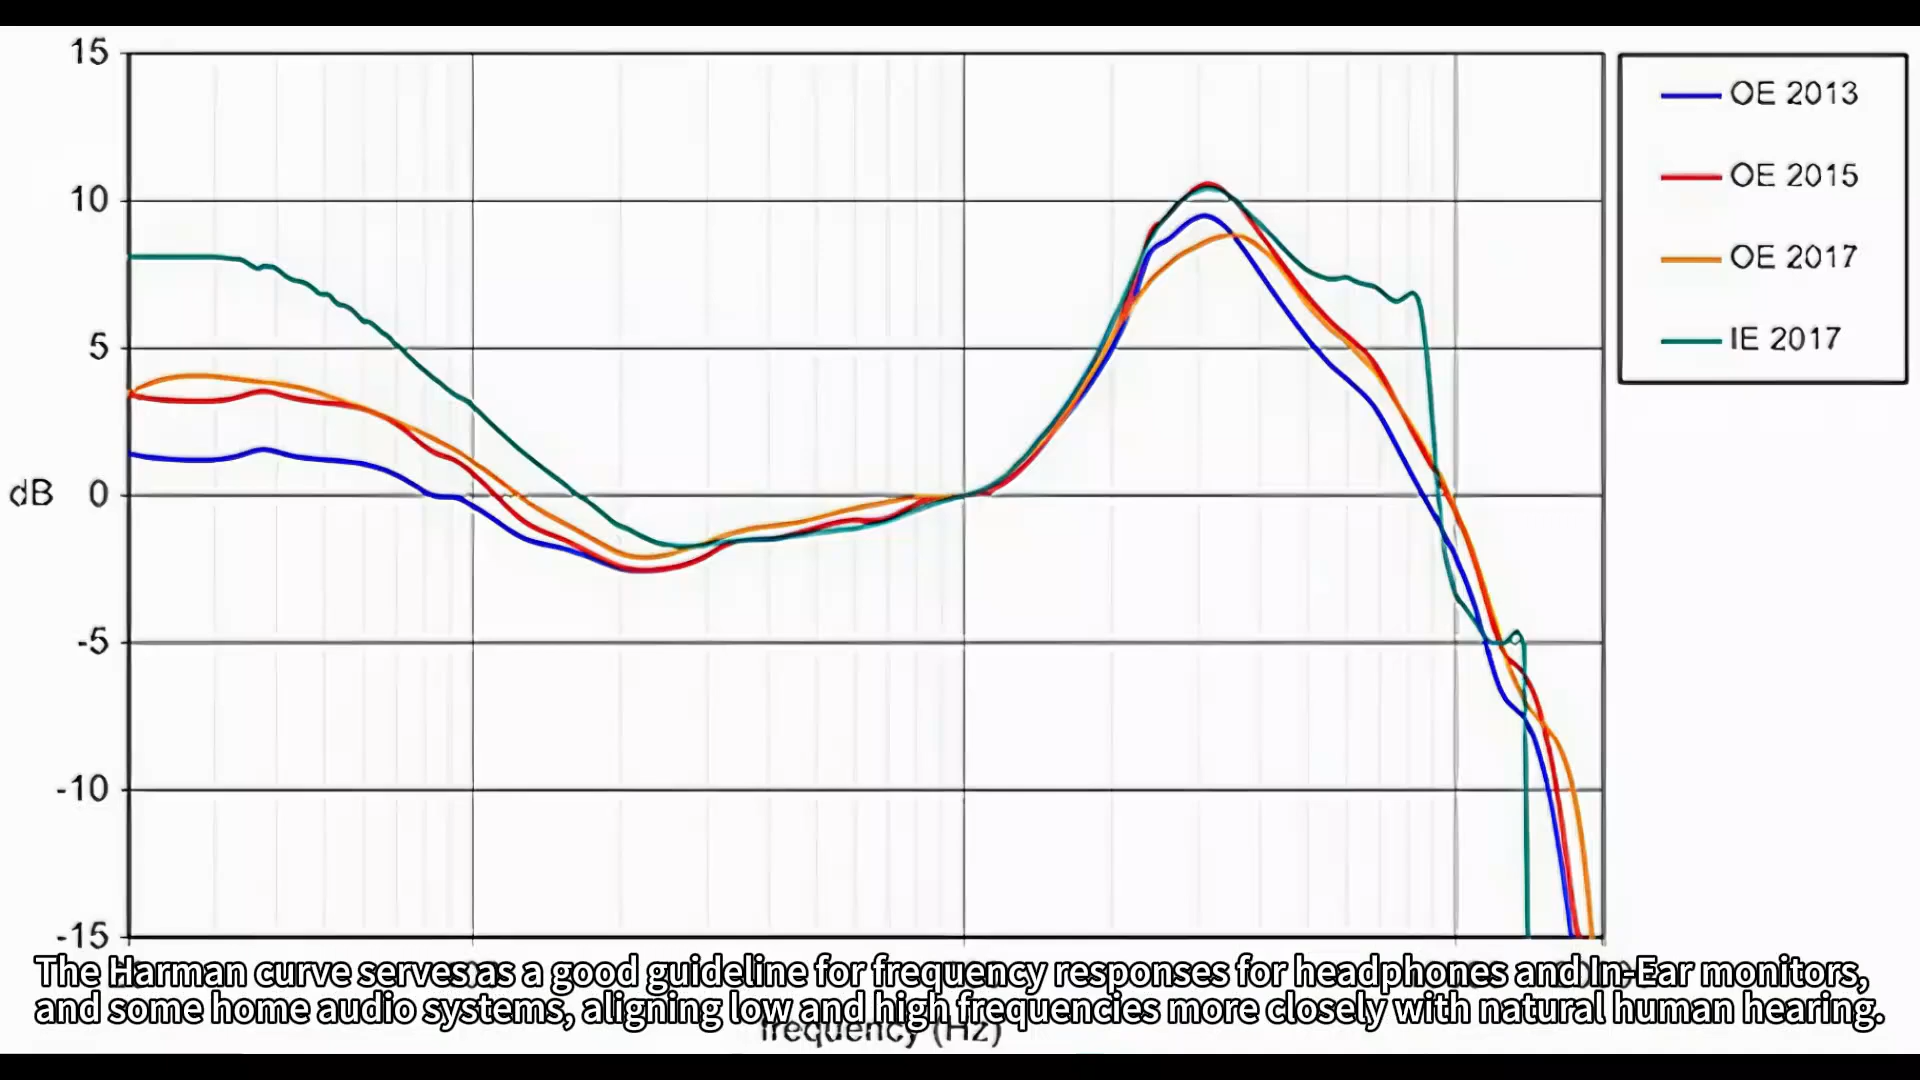 15
10
5
dB
0
-5
-10
-15
OE 2013
OE 2015
OE 2017
IE 2017
The Harman curve serves as a good guideline for frequency responses for headphones and In-Ear monitors,
and some home audio systems, aligning low and high frequencies more closely with natural human hearing.
frequency (Hz)